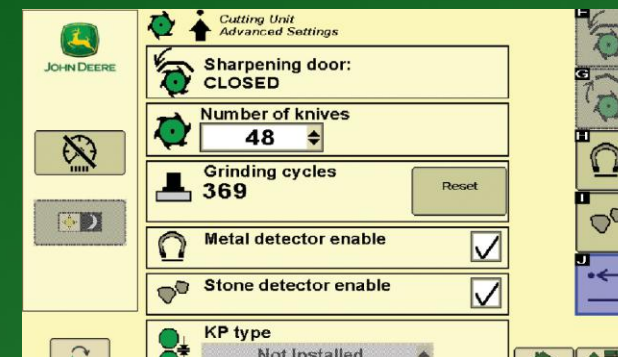 Cutting Unit
Advanced Settings
JOHN DEERE
Sharpening door:
CLOSED
Number of knives
48
Grinding cycles
369
Reset
Metal detector enable
Stone detector enable
KP type
Not Installed
F
G
H
I
J